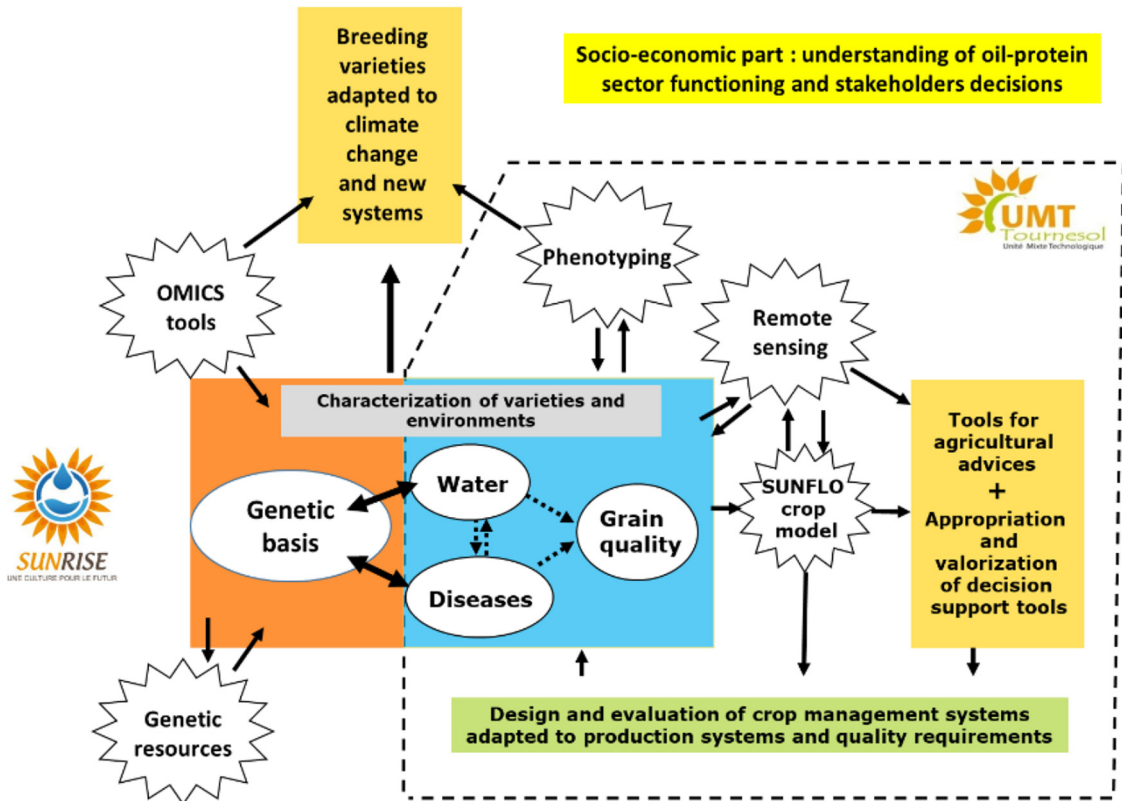 Breeding
varieties
adapted to
climate
change
and new
systems
Socio-economic part : understanding of oil-protein
sector functioning and stakeholders decisions
UMT
Tournesol
Unité Mixte Technologique
Phenotyping
OMICS
tools
Remote
sensing
Characterization of varieties and
environments
Tools for
agricultural
advices
+
Appropriation
and
valorization
of decision
support tools
Water
SUNFLO
crop
model
Genetic
basis
Grain
quality
Diseases
SUNRISE
UNE CULTURE POUR LE FUTUR
Genetic
resources
Design and evaluation of crop management systems
adapted to production systems and quality requirements